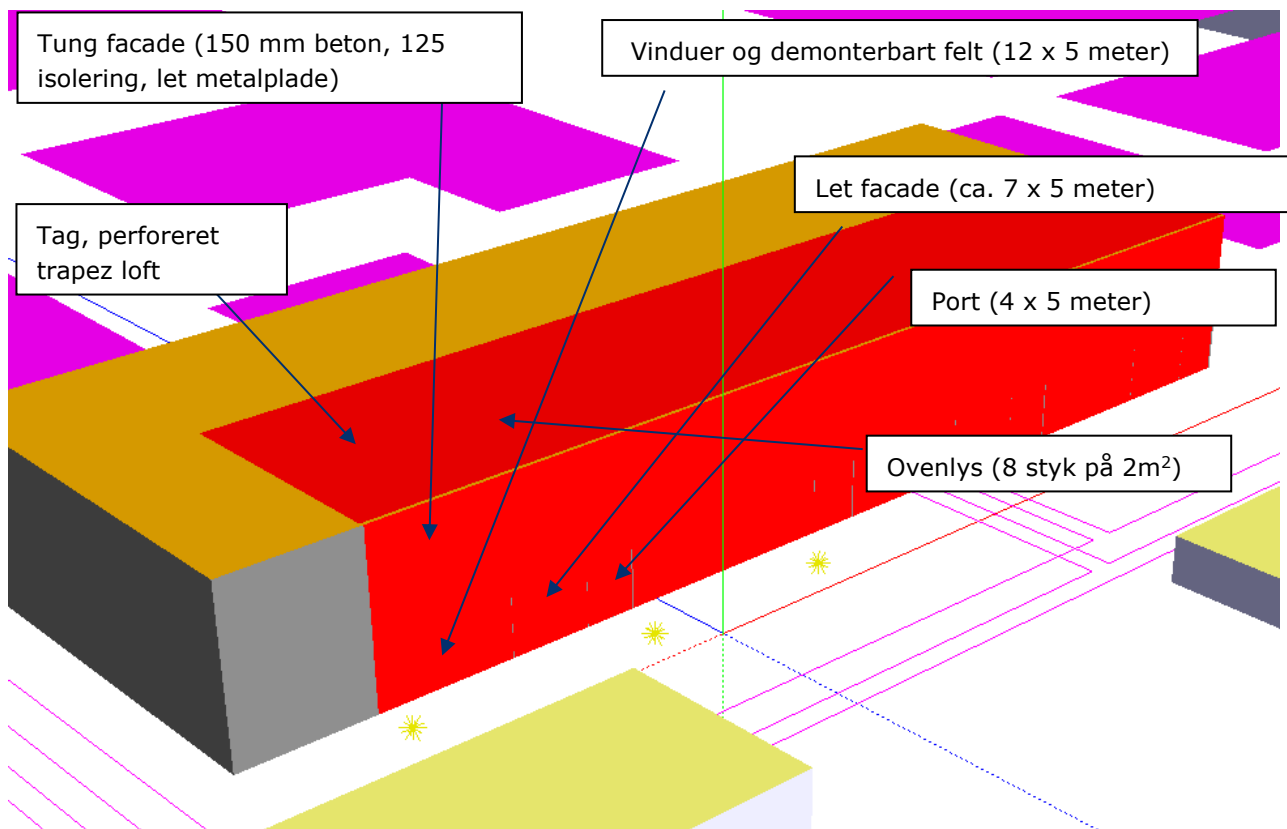 Tung facade (150 mm beton, 125
isolering, let metalplade)
Vinduer og demonterbart felt (12 x 5 meter)
Let facade (ca. 7 x 5 meter)
Tag, perforeret
trapez loft
Port (4 x 5 meter)
Ovenlys (8 styk på 2m²)